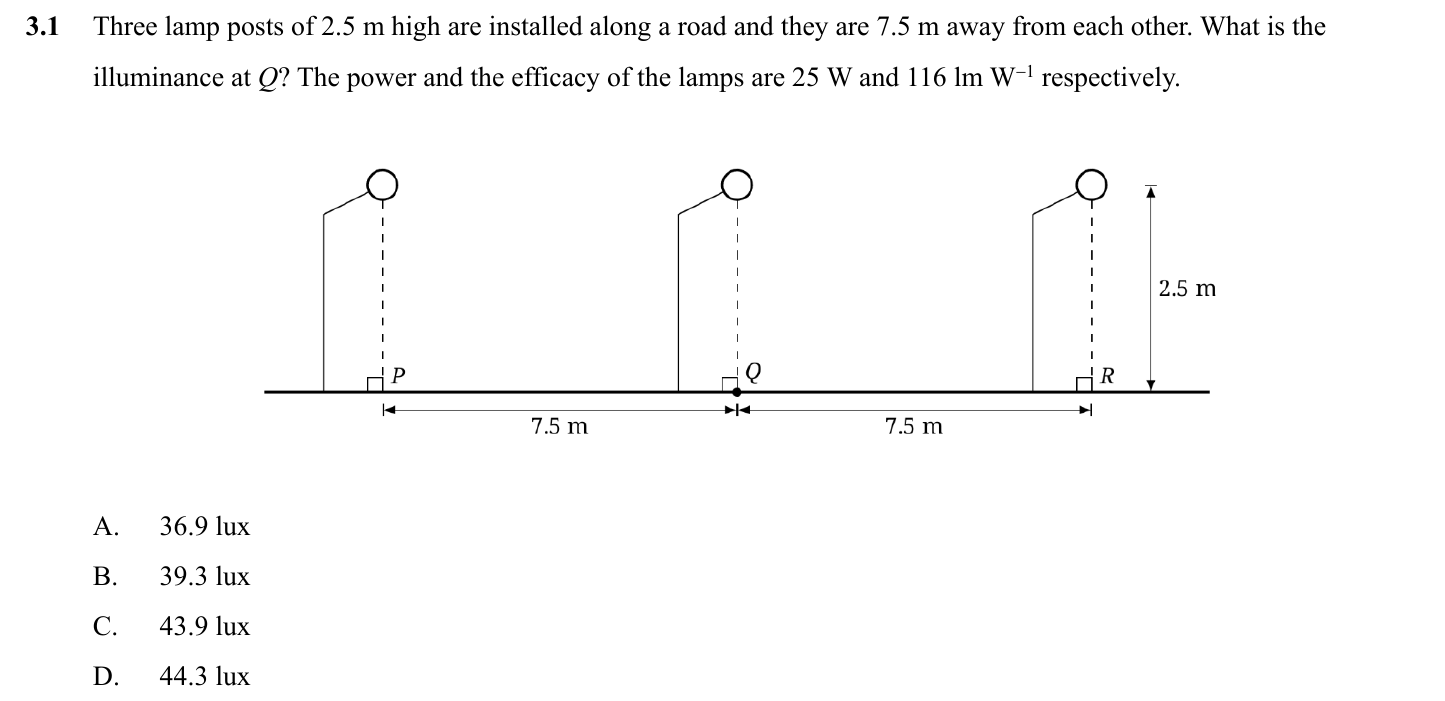 3.1 Three lamp posts of 2.5 m high are installed along a road and they are 7.5 m away from each other. What is the
illuminance at Q? The power and the efficacy of the lamps are 25 W and 116 lm W⁻¹ respectively.
2.5 m
P
Q
R
7.5 m
7.5 m
A. 36.9 lux
B. 39.3 lux
C. 43.9 lux
D. 44.3 lux